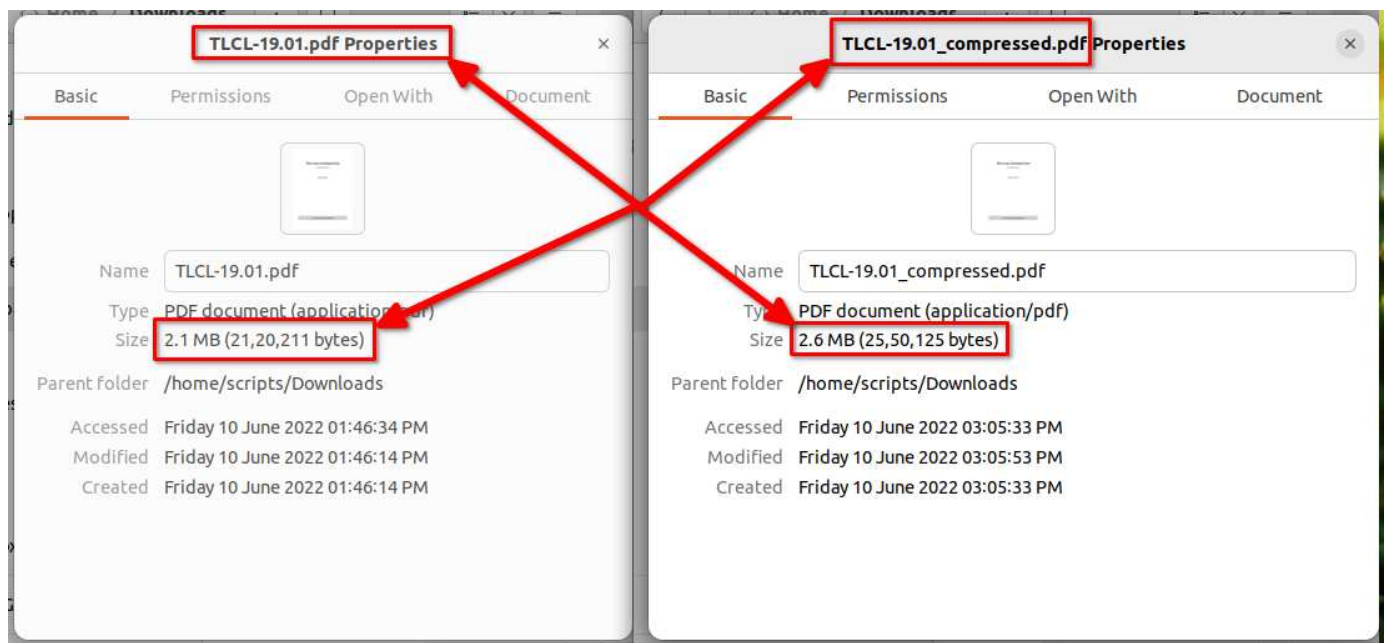 Home / Downloads
Home / Downloads
TLCL-19.01.pdf Properties
Basic Permissions Open With Document
Name TLCL-19.01.pdf
Type PDF document (application/pdf)
Size 2.1 MB (21,20,211 bytes)
Parent folder /home/scripts/Downloads
Accessed Friday 10 June 2022 01:46:34 PM
Modified Friday 10 June 2022 01:46:14 PM
Created Friday 10 June 2022 01:46:14 PM
TLCL-19.01_compressed.pdf Properties
Basic Permissions Open With Document
Name TLCL-19.01_compressed.pdf
Type PDF document (application/pdf)
Size 2.6 MB (25,50,125 bytes)
Parent folder /home/scripts/Downloads
Accessed Friday 10 June 2022 03:05:33 PM
Modified Friday 10 June 2022 03:05:53 PM
Created Friday 10 June 2022 03:05:33 PM